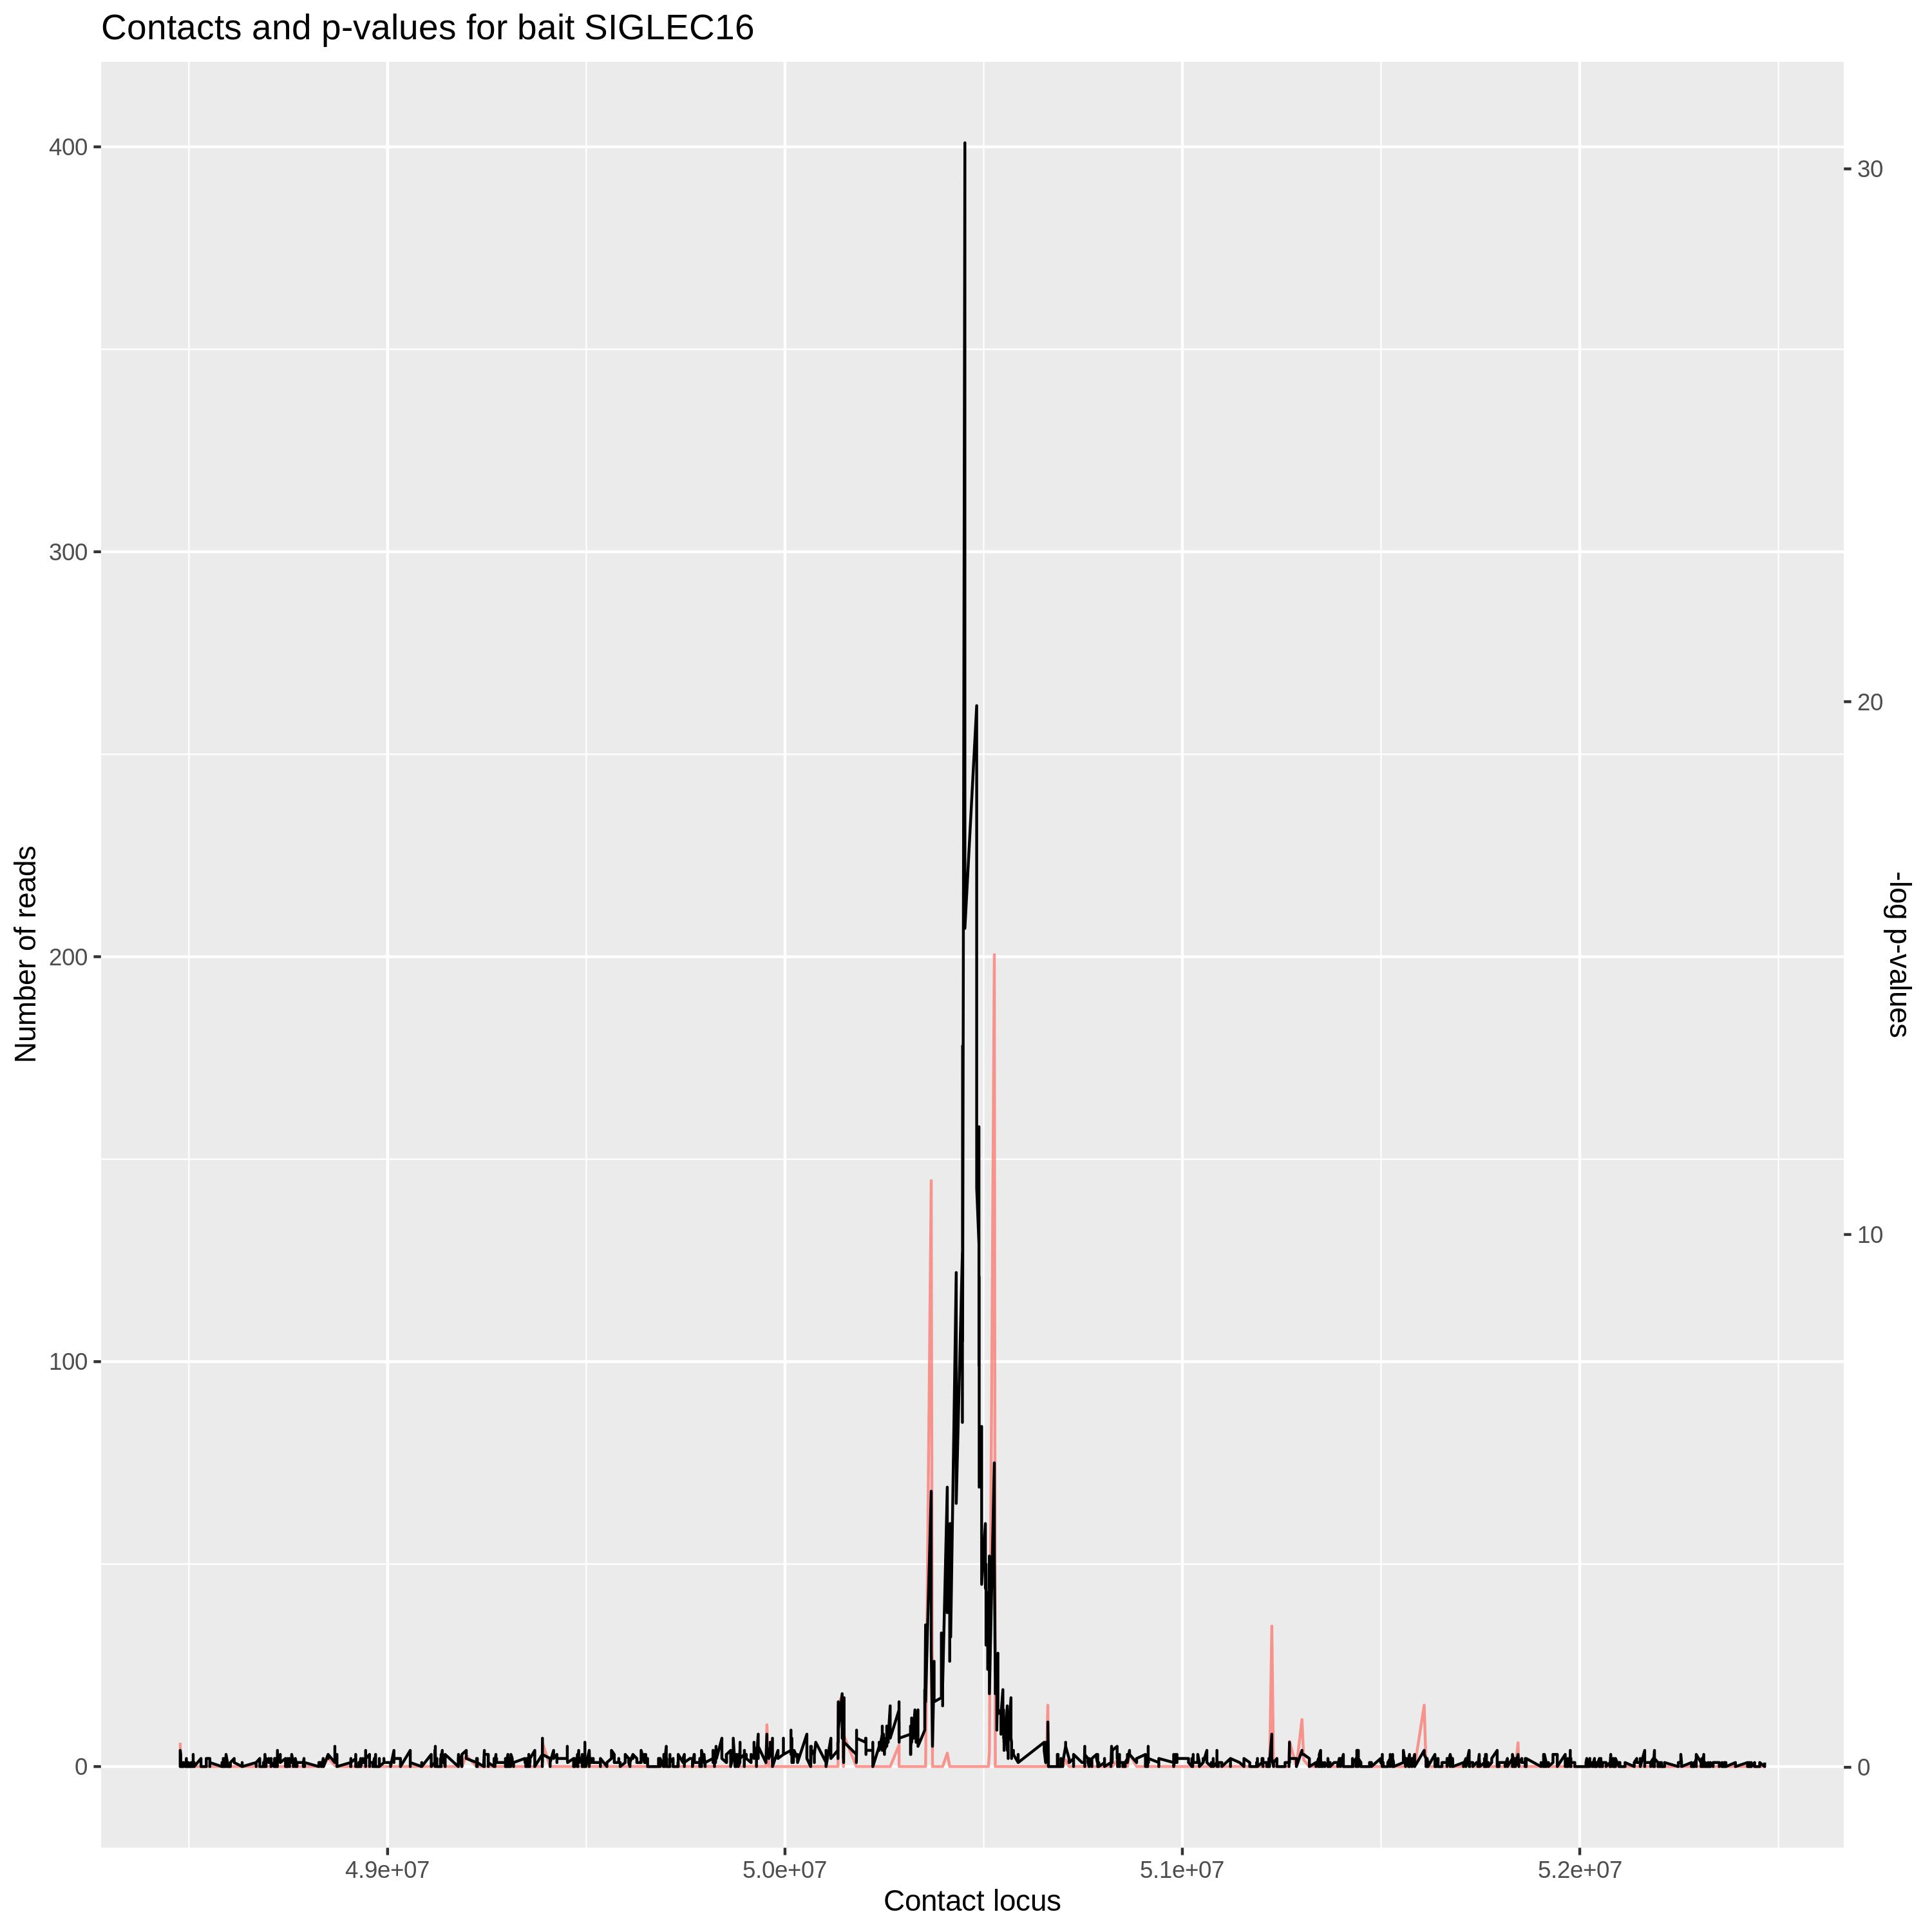 Contacts and p-values for bait SIGLEC16
400
300
200
100
0
30
20
10
0
Number of reads
-log p-values
4.9e+07
5.0e+07
5.1e+07
5.2e+07
Contact locus